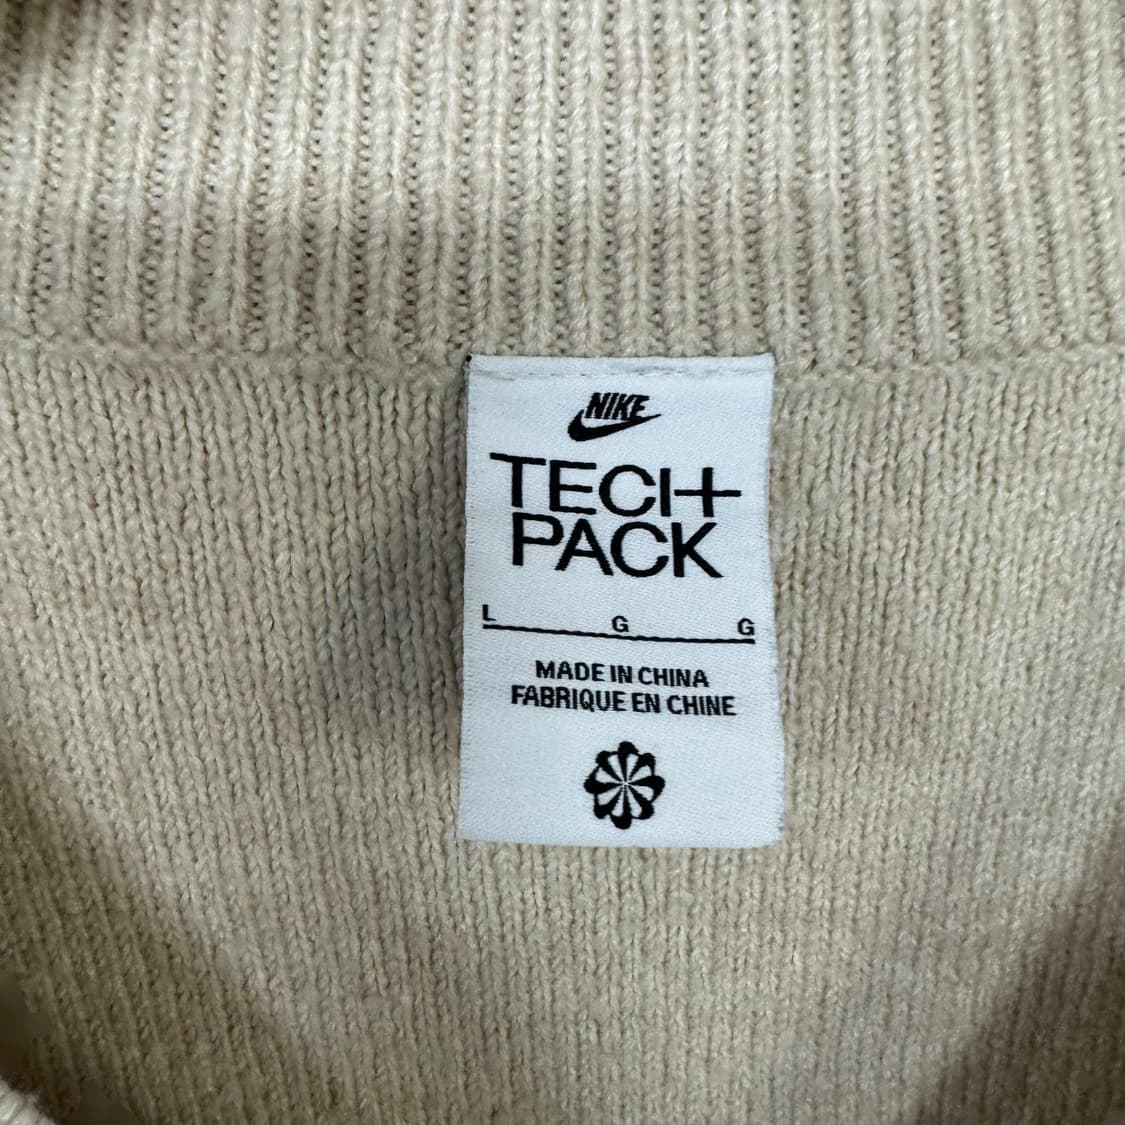 NIKE
TECH
PACK
L G G
MADE IN CHINA
FABRIQUE EN CHINE